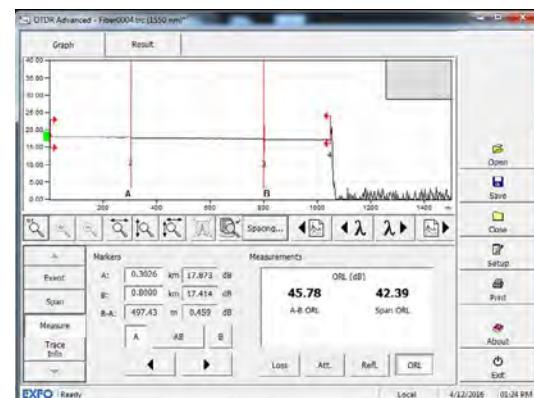 OTDR Advanced - Fiber0004.trc (1550 nm)*
Graph Result
40.00
35.00
30.00
25.00
20.00
15.00
10.00
5.00
0.00
2 3 4
A B
200 400 600 800 1000 1200 1400 m
Spacing...
Event
Span
Measure
Trace Info
Markers
A: 0.3026 km 17.873 dB
B: 0.8000 km 17.414 dB
B-A: 497.43 m 0.459 dB
A AB B
Measurements
ORL (dB)
45.78 42.39
A-B ORL Span ORL
Loss Att. Refl. ORL
Open
Save
Close
Setup
Print
About
Exit
EXFO Ready Local 4/12/2016 01:24 PM